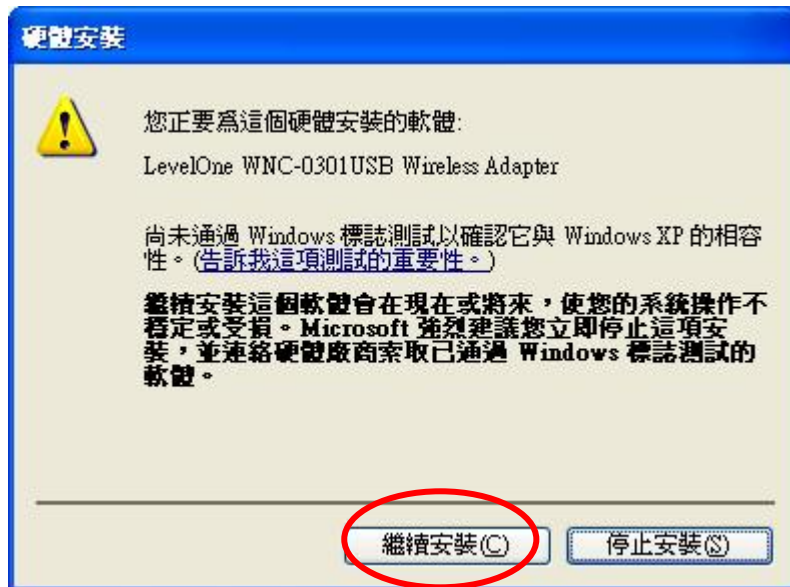 硬體安裝
您正要為這個硬體安裝的軟體:
LevelOne WNC-0301USB Wireless Adapter
尚未通過 Windows 標誌測試以確認它與 Windows XP 的相容
性。(告訴我這項測試的重要性。)
繼續安裝這個軟體會在現在或將來，使您的系統操作不
穩定或受損。Microsoft 強烈建議您立即停止這項安
裝，並連絡硬體廠商索取已通過 Windows 標誌測試的
軟體。
繼續安裝(C)
停止安裝(S)